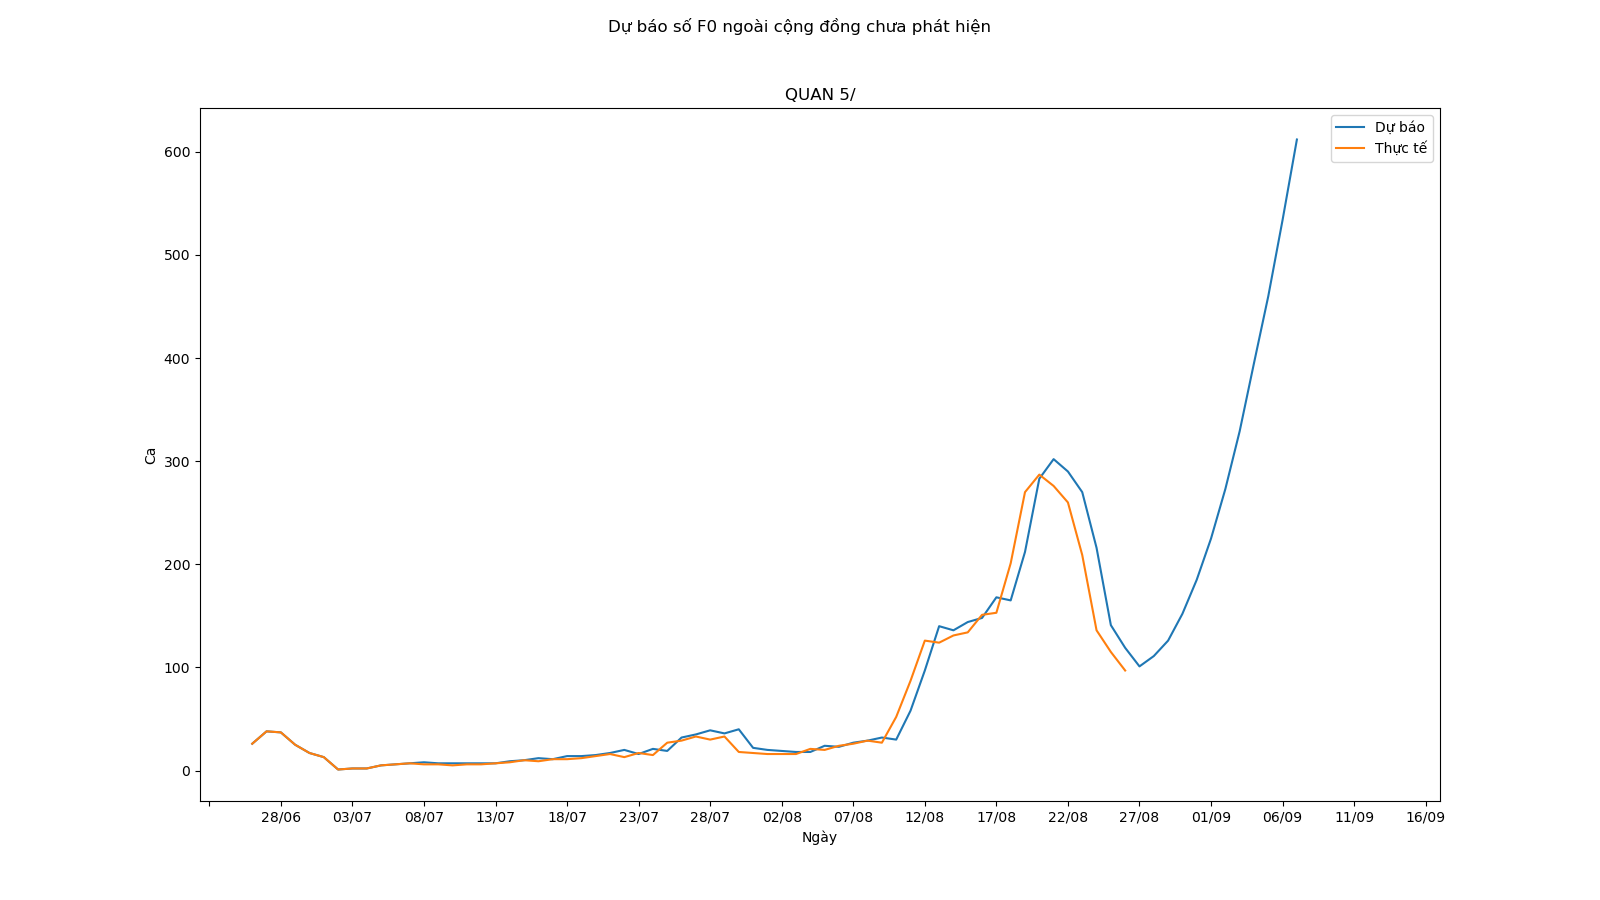 Dự báo số F0 ngoài cộng đồng chưa phát hiện
QUAN 5/
Dự báo
Thực tế
600
500
400
300
200
100
0
Ca
28/06 03/07 08/07 13/07 18/07 23/07 28/07 02/08 07/08 12/08 17/08 22/08 27/08 01/09 06/09 11/09 16/09
Ngày